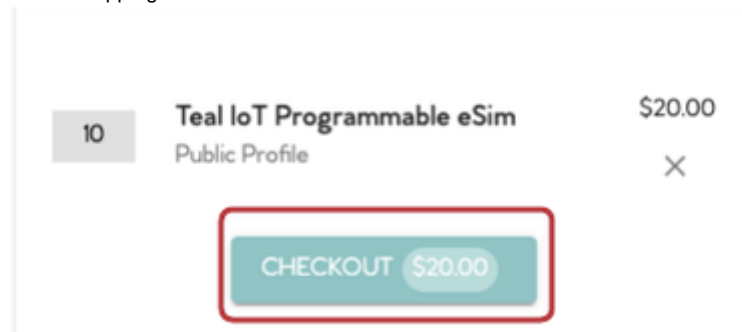 10
Teal IoT Programmable eSim
$20.00
Public Profile
CHECKOUT $20.00